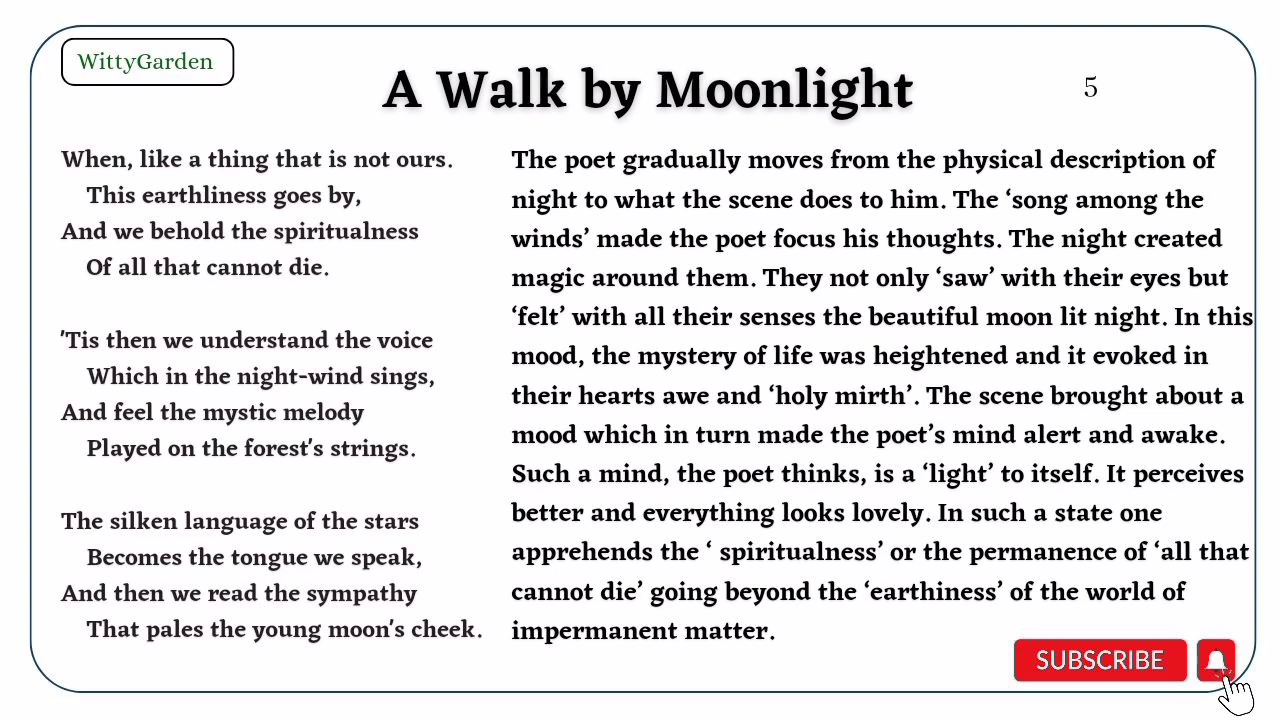 WittyGarden
A Walk by Moonlight
5
When, like a thing that is not ours.
This earthliness goes by,
And we behold the spiritualness
Of all that cannot die.
'Tis then we understand the voice
Which in the night-wind sings,
And feel the mystic melody
Played on the forest's strings.
The silken language of the stars
Becomes the tongue we speak,
And then we read the sympathy
That pales the young moon's cheek.
The poet gradually moves from the physical description of
night to what the scene does to him. The ‘song among the
winds’ made the poet focus his thoughts. The night created
magic around them. They not only ‘saw’ with their eyes but
‘felt’ with all their senses the beautiful moon lit night. In this
mood, the mystery of life was heightened and it evoked in
their hearts awe and ‘holy mirth’. The scene brought about a
mood which in turn made the poet’s mind alert and awake.
Such a mind, the poet thinks, is a ‘light’ to itself. It perceives
better and everything looks lovely. In such a state one
apprehends the ‘ spiritualness’ or the permanence of ‘all that
cannot die’ going beyond the ‘earthiness’ of the world of
impermanent matter.
SUBSCRIBE